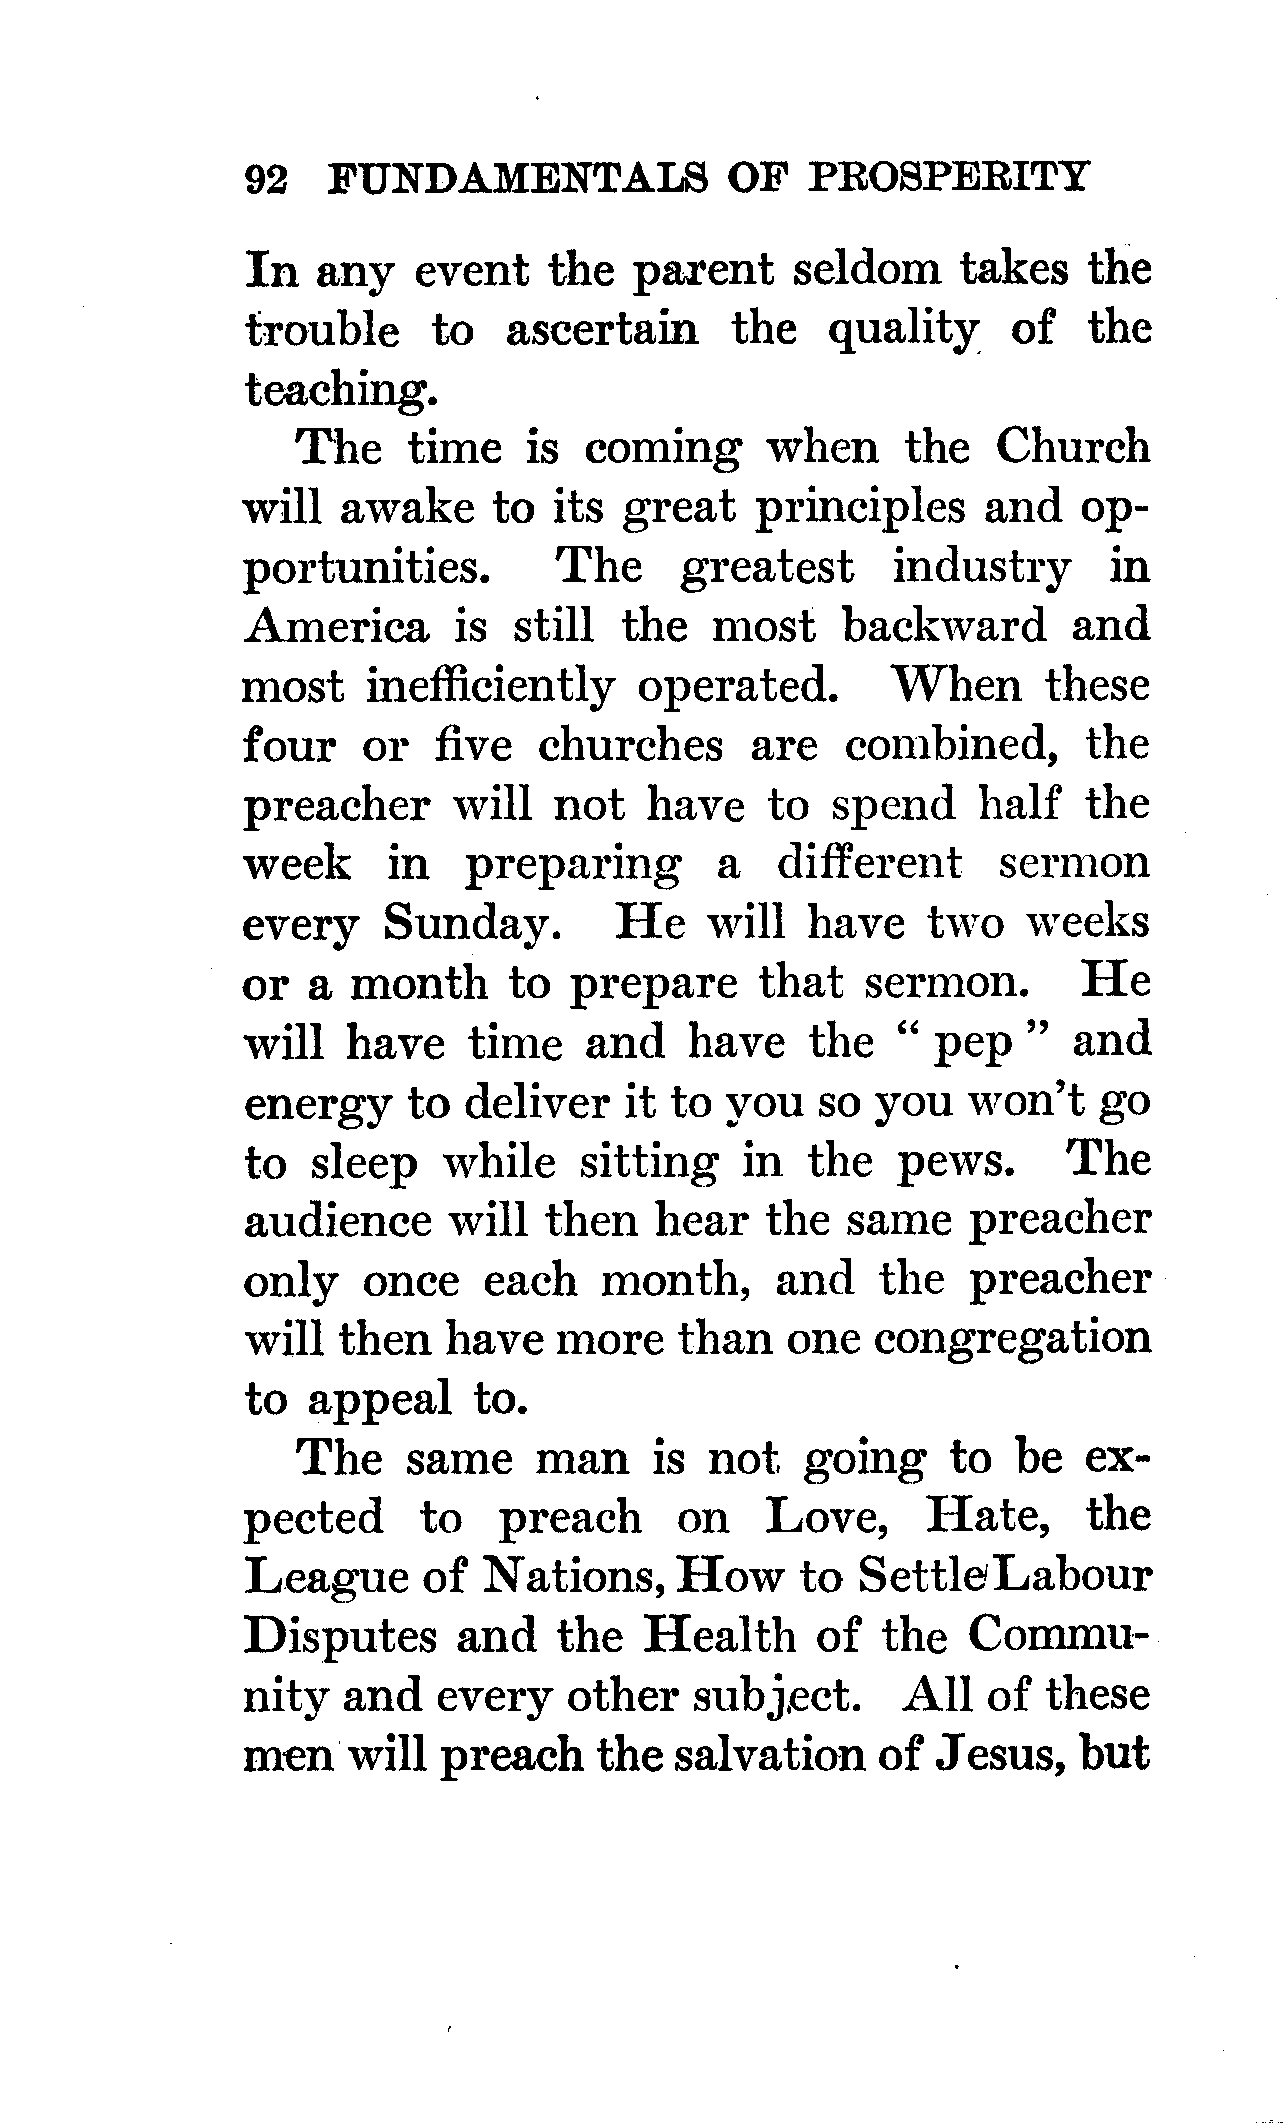 92 FUNDAMENTALS OF PROSPERITY
In any event the parent seldom takes the
trouble to ascertain the quality of the
teaching.
The time is coming when the Church
will awake to its great principles and op-
portunities. The greatest industry in
America is still the most backward and
most inefficiently operated. When these
four or five churches are combined, the
preacher will not have to spend half the
week in preparing a different sermon
every Sunday. He will have two weeks
or a month to prepare that sermon. He
will have time and have the “ pep ” and
energy to deliver it to you so you won't go
to sleep while sitting in the pews. The
audience will then hear the same preacher
only once each month, and the preacher
will then have more than one congregation
to appeal to.
The same man is not going to be ex-
pected to preach on Love, Hate, the
League of Nations, How to Settle Labour
Disputes and the Health of the Commu-
nity and every other subject. All of these
men will preach the salvation of Jesus, but